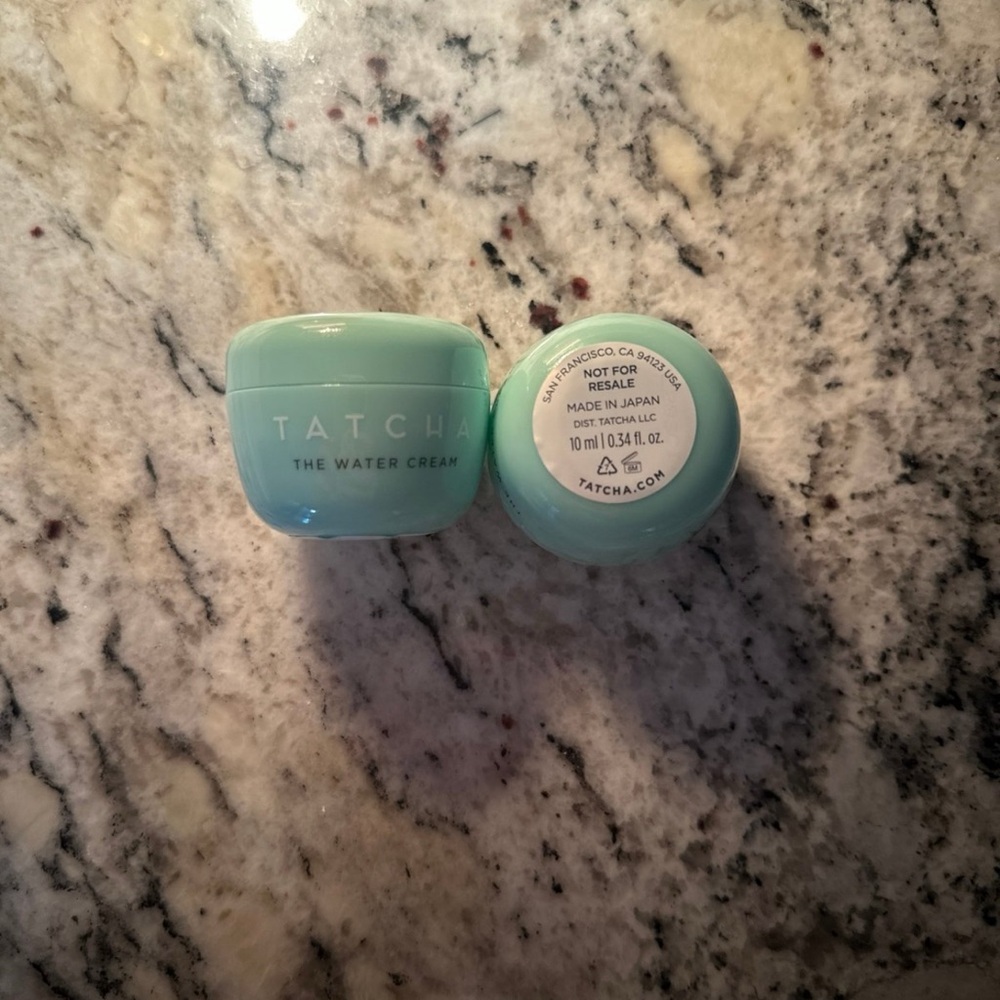 TATCHA
THE WATER CREAM
SAN FRANCISCO, CA 94123 USA
NOT FOR
RESALE
MADE IN JAPAN
DIST. TATCHA LLC
10 ml | 0.34 fl. oz.
6M
TATCHA.COM